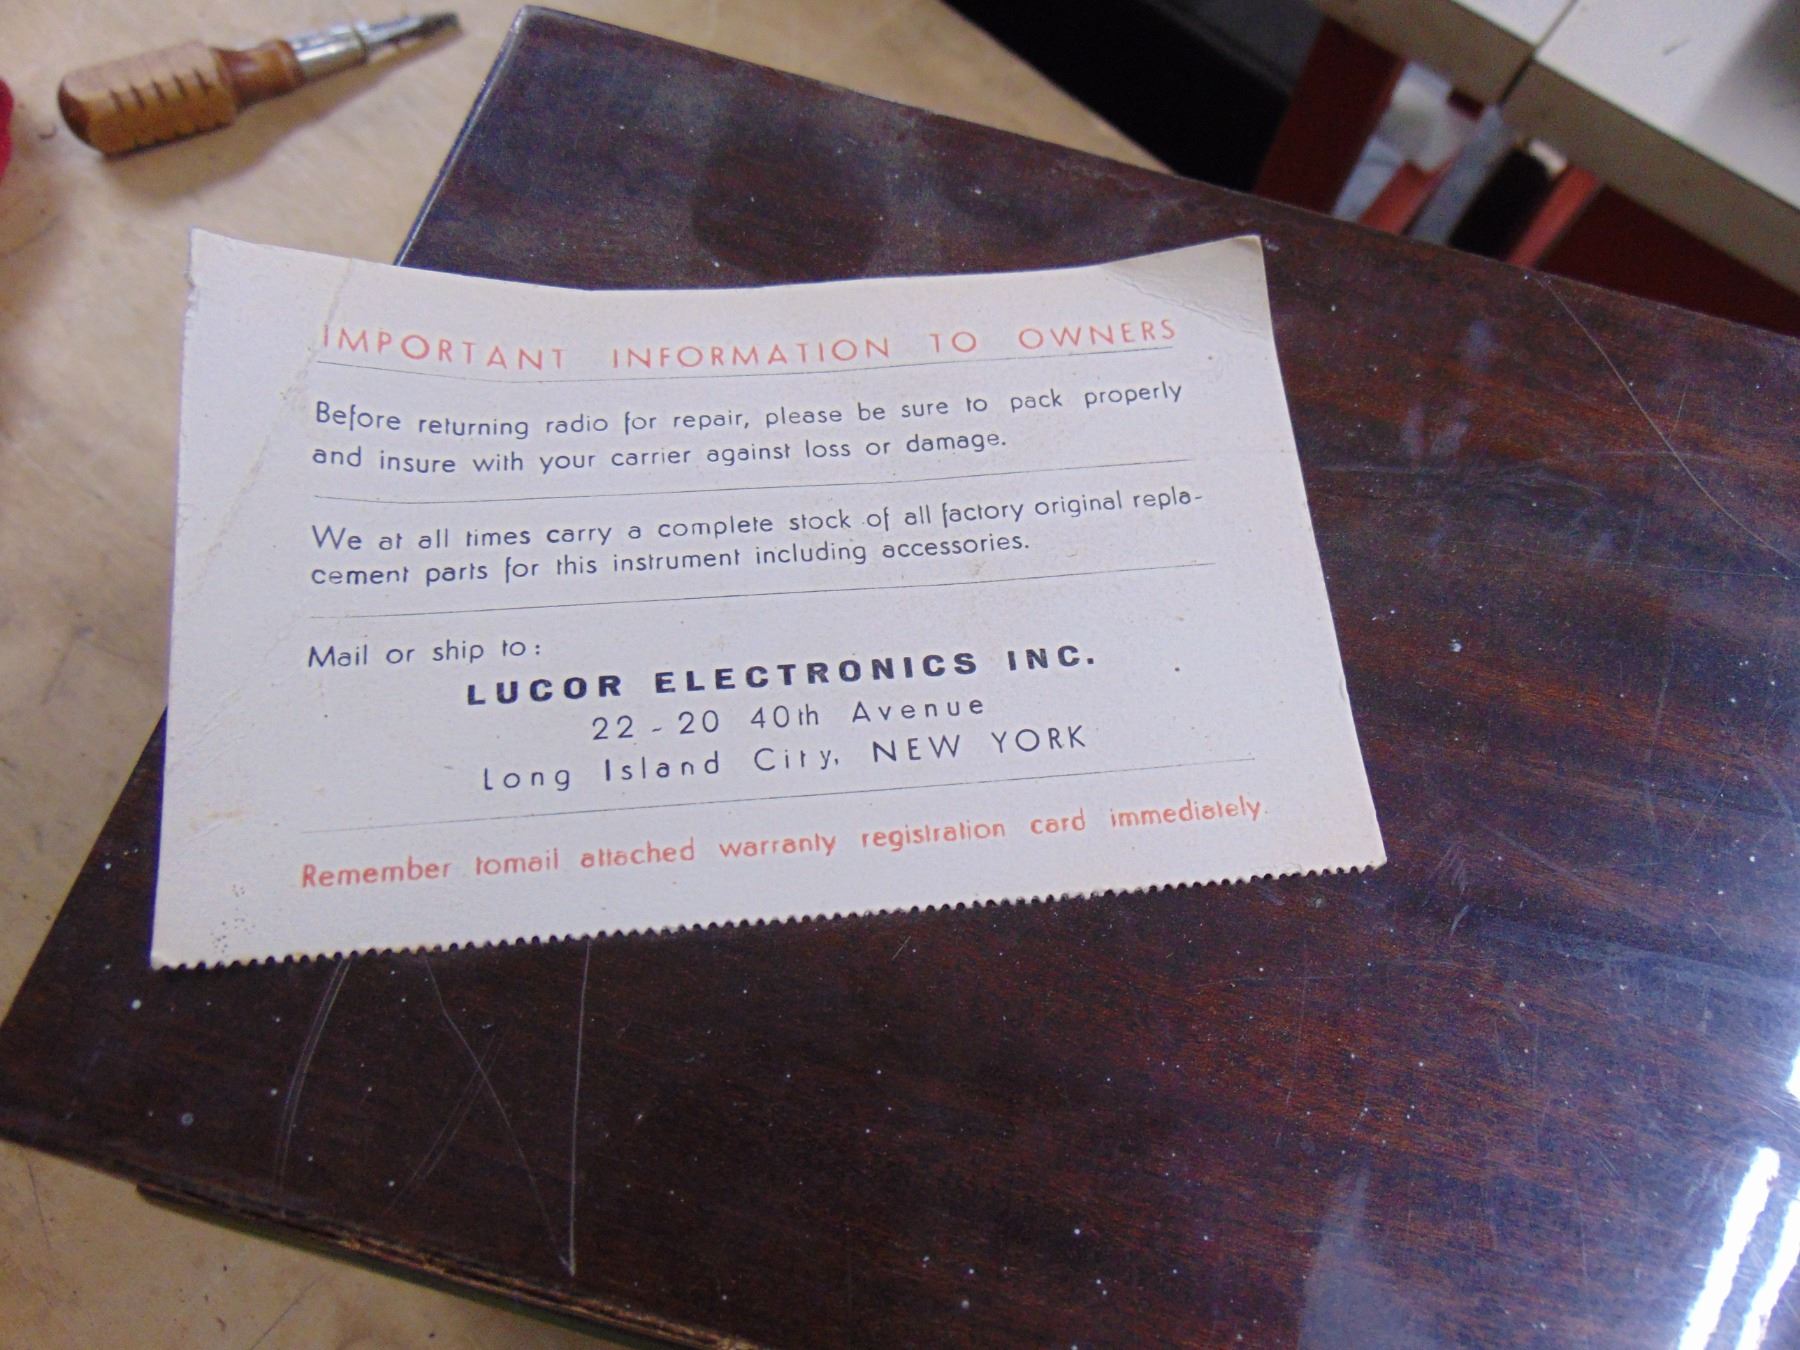 IMPORTANT INFORMATION TO OWNERS
Before returning radio for repair, please be sure to pack properly
and insure with your carrier against loss or damage.
We at all times carry a complete stock of all factory original repla-
cement parts for this instrument including accessories.
Mail or ship to:
LUCOR ELECTRONICS INC.
22-20 40th Avenue
Long Island City, NEW YORK
Remember tomail attached warranty registration card immediately.